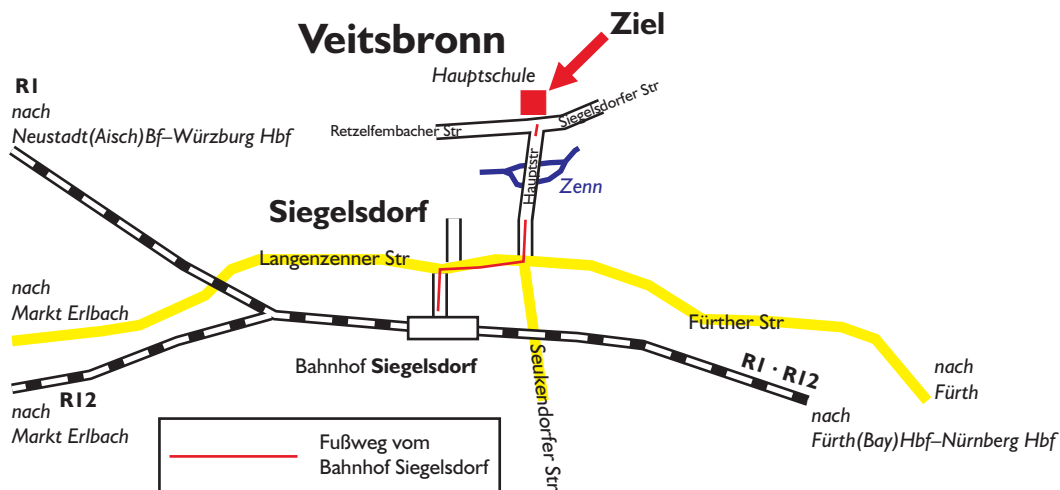 Veitsbronn
Ziel
Hauptschule
R1
nach
Neustadt(Aisch)Bf–Würzburg Hbf
Retzelfembacher Str
Siegelsdorfer Str
Hauptstr
Zenn
Siegelsdorf
Langenzenner Str
nach
Markt Erlbach
Fürther Str
Bahnhof Siegelsdorf
Seukendorfer Str
R1 · R12
nach
Fürth
R12
nach
Markt Erlbach
nach
Fürth(Bay)Hbf–Nürnberg Hbf
Fußweg vom
Bahnhof Siegelsdorf